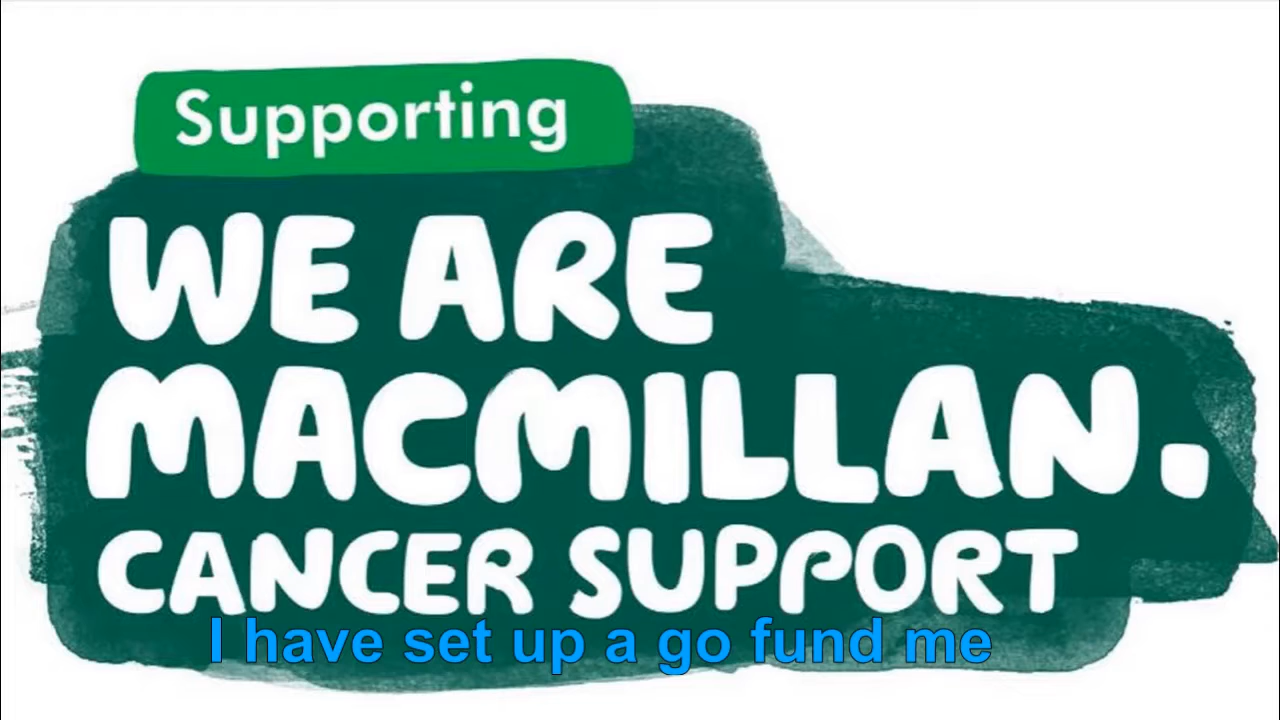 Supporting
WE ARE
MACMILLAN.
CANCER SUPPORT
I have set up a go fund me